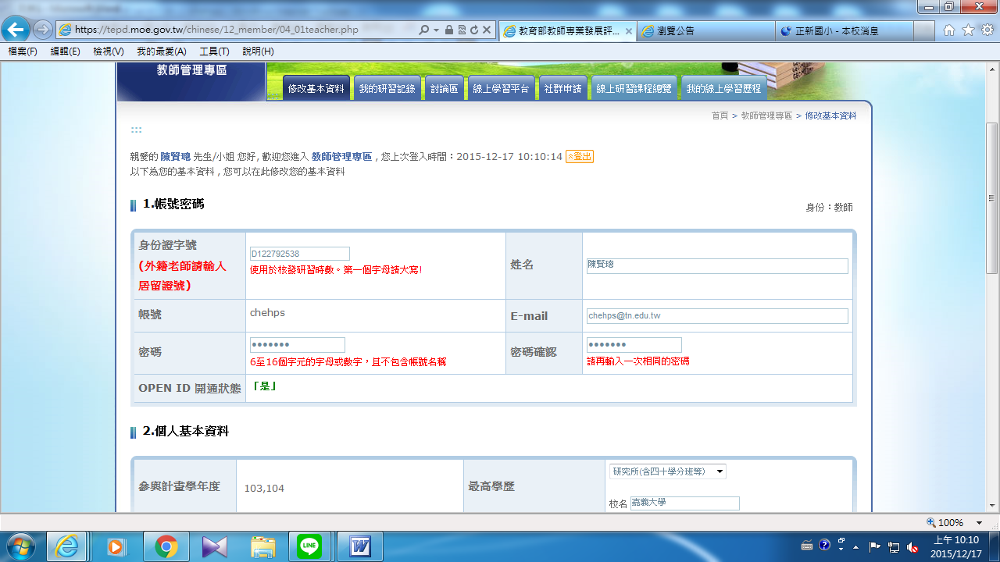 https://tepd.moe.gov.tw/chinese/12_member/04_01teacher.php
教育部教師專業發展評...
瀏覽公告
正新國小 - 本校消息
檔案(F) 編輯(E) 檢視(V) 我的最愛(A) 工具(T) 說明(H)
教師管理專區
修改基本資料 我的研習記錄 討論區 線上學習平台 社群申請 線上研習課程總覽 我的線上學習歷程
首頁 > 教師管理專區 > 修改基本資料
:::
親愛的 陳賢璁 先生/小姐 您好, 歡迎您進入 教師管理專區 , 您上次登入時間：2015-12-17 10:10:14 登出
以下為您的基本資料 , 您可以在此修改您的基本資料
1.帳號密碼
身份：教師
身份證字號
(外籍老師請輸入
居留證號)
D122792538
使用於核發研習時數。第一個字母請大寫!
姓名
陳賢璁
帳號
chehps
E-mail
chehps@tn.edu.tw
密碼
•••••••
6至16個字元的字母或數字，且不包含帳號名稱
密碼確認
•••••••
請再輸入一次相同的密碼
OPEN ID 開通狀態
「是」
2.個人基本資料
參與計畫學年度
103,104
最高學歷
研究所(含四十學分班等)
校名 嘉義大學
100%
LINE
上午 10:10
2015/12/17